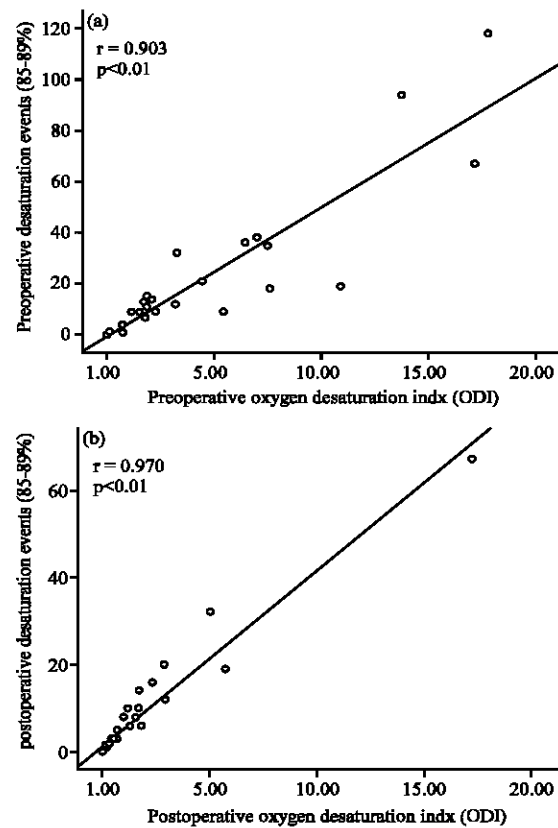 (a)
r = 0.903
p<0.01
Preoperative desaturation events (85-89%)
120
100
80
60
40
20
0
1.00 5.00 10.00 15.00 20.00
Preoperative oxygen desaturation indx (ODI)
(b)
r = 0.970
p<0.01
postoperative desaturation events (85-89%)
60
40
20
0
1.00 5.00 10.00 15.00 20.00
Postoperative oxygen desaturation indx (ODI)